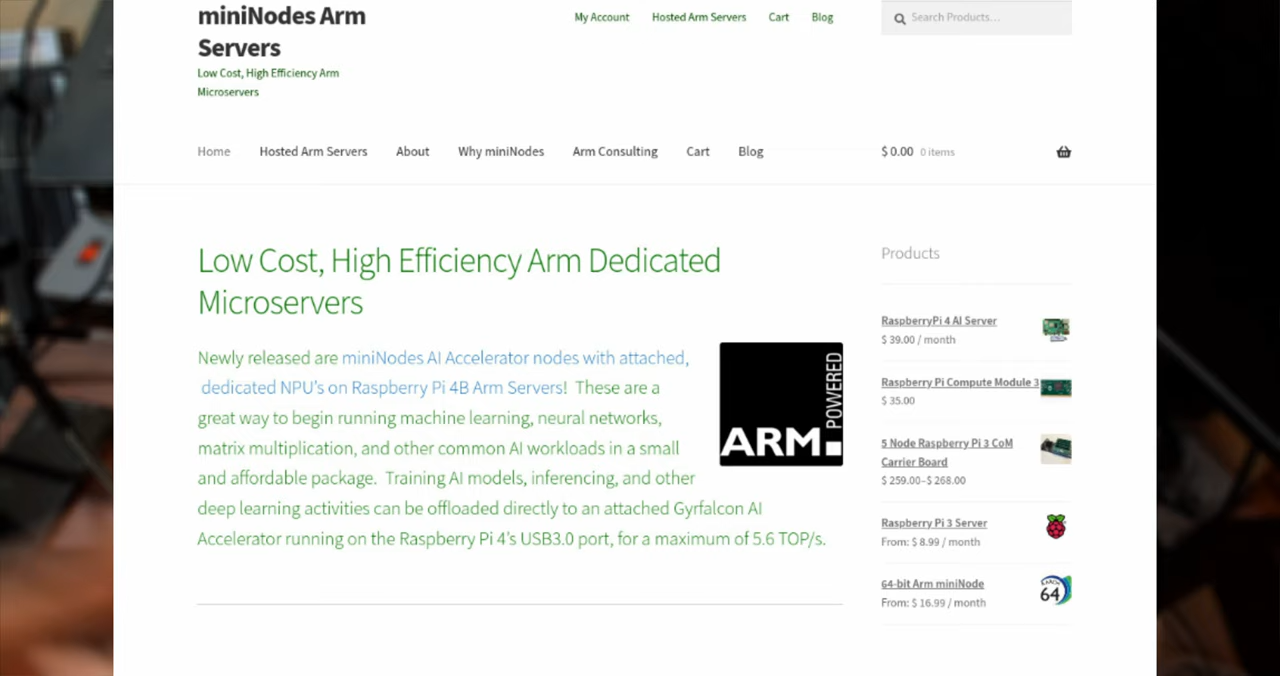 miniNodes Arm
Servers
Low Cost, High Efficiency Arm
Microservers
My Account Hosted Arm Servers Cart Blog
Search Products...
Home Hosted Arm Servers About Why miniNodes Arm Consulting Cart Blog
$ 0.00 0 items
Low Cost, High Efficiency Arm Dedicated
Microservers
Newly released are miniNodes AI Accelerator nodes with attached,
dedicated NPU's on Raspberry Pi 4B Arm Servers! These are a
great way to begin running machine learning, neural networks,
matrix multiplication, and other common AI workloads in a small
and affordable package. Training AI models, inferencing, and other
deep learning activities can be offloaded directly to an attached Gyrfalcon AI
Accelerator running on the Raspberry Pi 4's USB3.0 port, for a maximum of 5.6 TOP/s.
ARM POWERED
Products
RaspberryPi 4 AI Server
$ 39.00 / month
Raspberry Pi Compute Module 3
$ 35.00
5 Node Raspberry Pi 3 CoM
Carrier Board
$ 259.00–$ 268.00
Raspberry Pi 3 Server
From: $ 8.99 / month
64-bit Arm miniNode
From: $ 16.99 / month
64